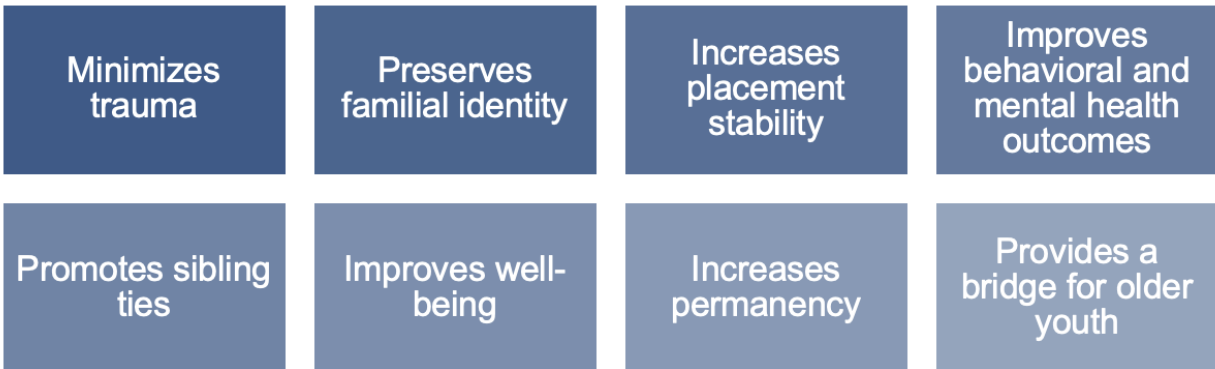 Minimizes
trauma
Preserves
familial identity
Increases
placement
stability
Improves
behavioral and
mental health
outcomes
Promotes sibling
ties
Improves well-
being
Increases
permanency
Provides a
bridge for older
youth